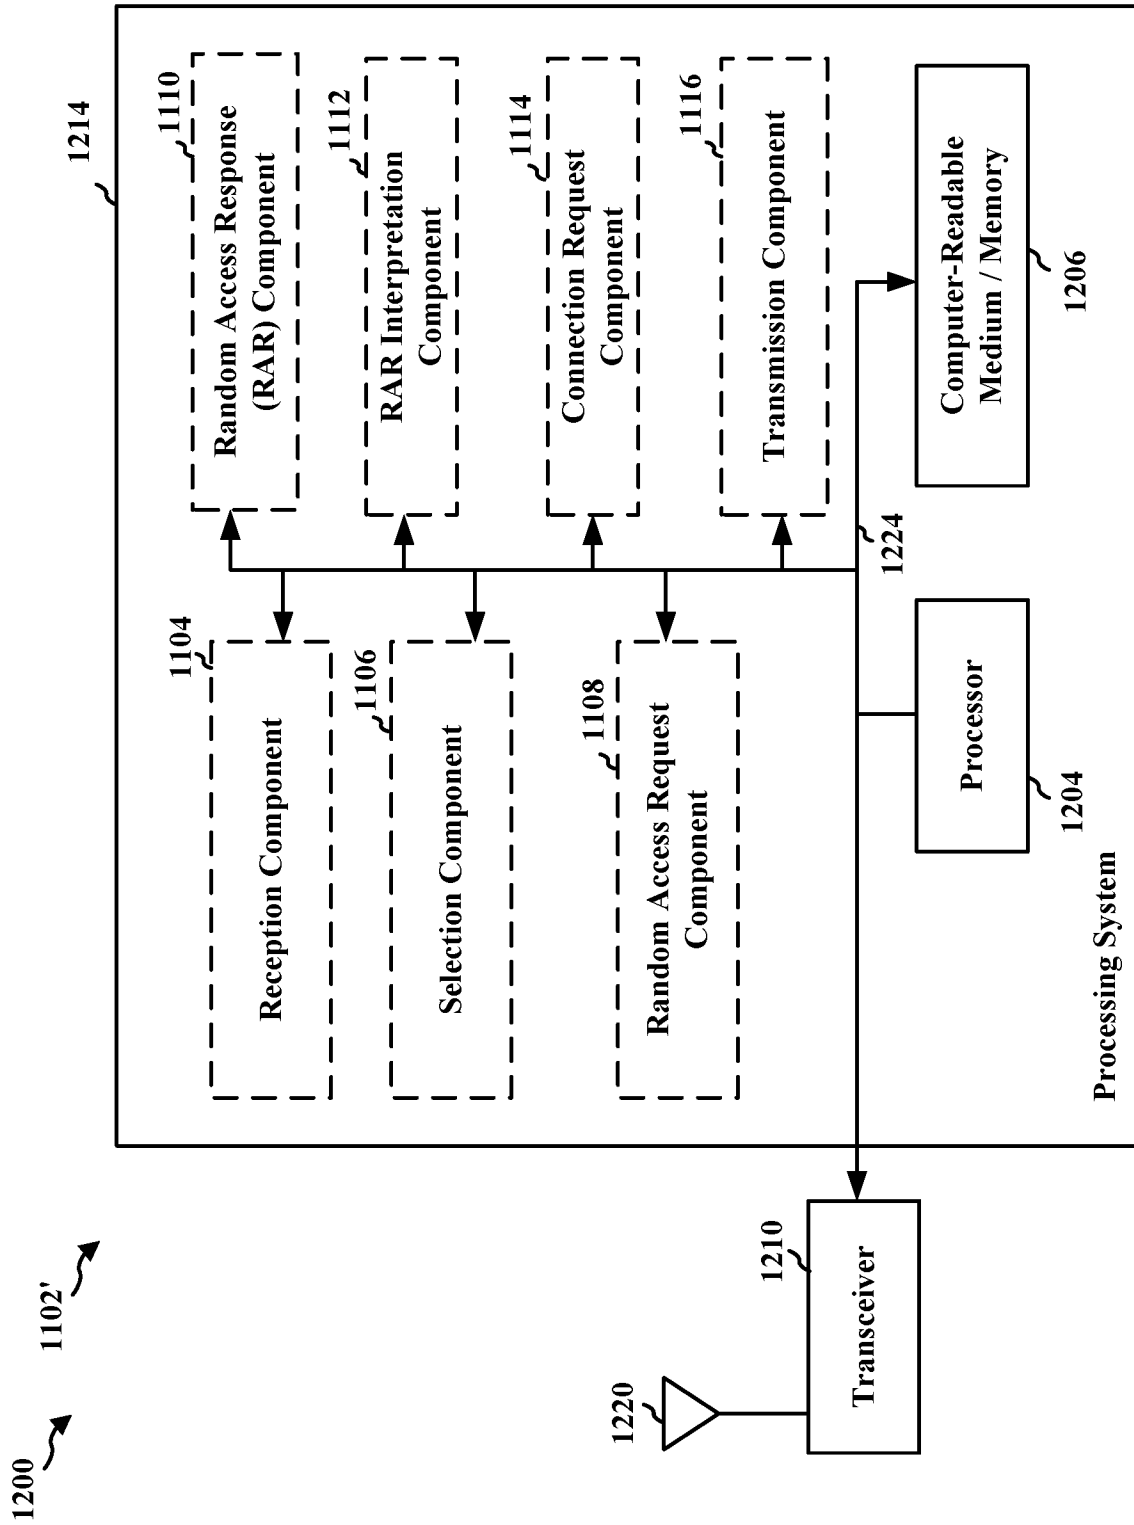 1200
1102'
1214
1104
Reception Component
1110
Random Access Response
(RAR) Component
1106
Selection Component
1112
RAR Interpretation
Component
1108
Random Access Request
Component
1114
Connection Request
Component
1116
Transmission Component
1220
1210
Transceiver
1224
Processor
1204
Computer-Readable
Medium / Memory
1206
Processing System